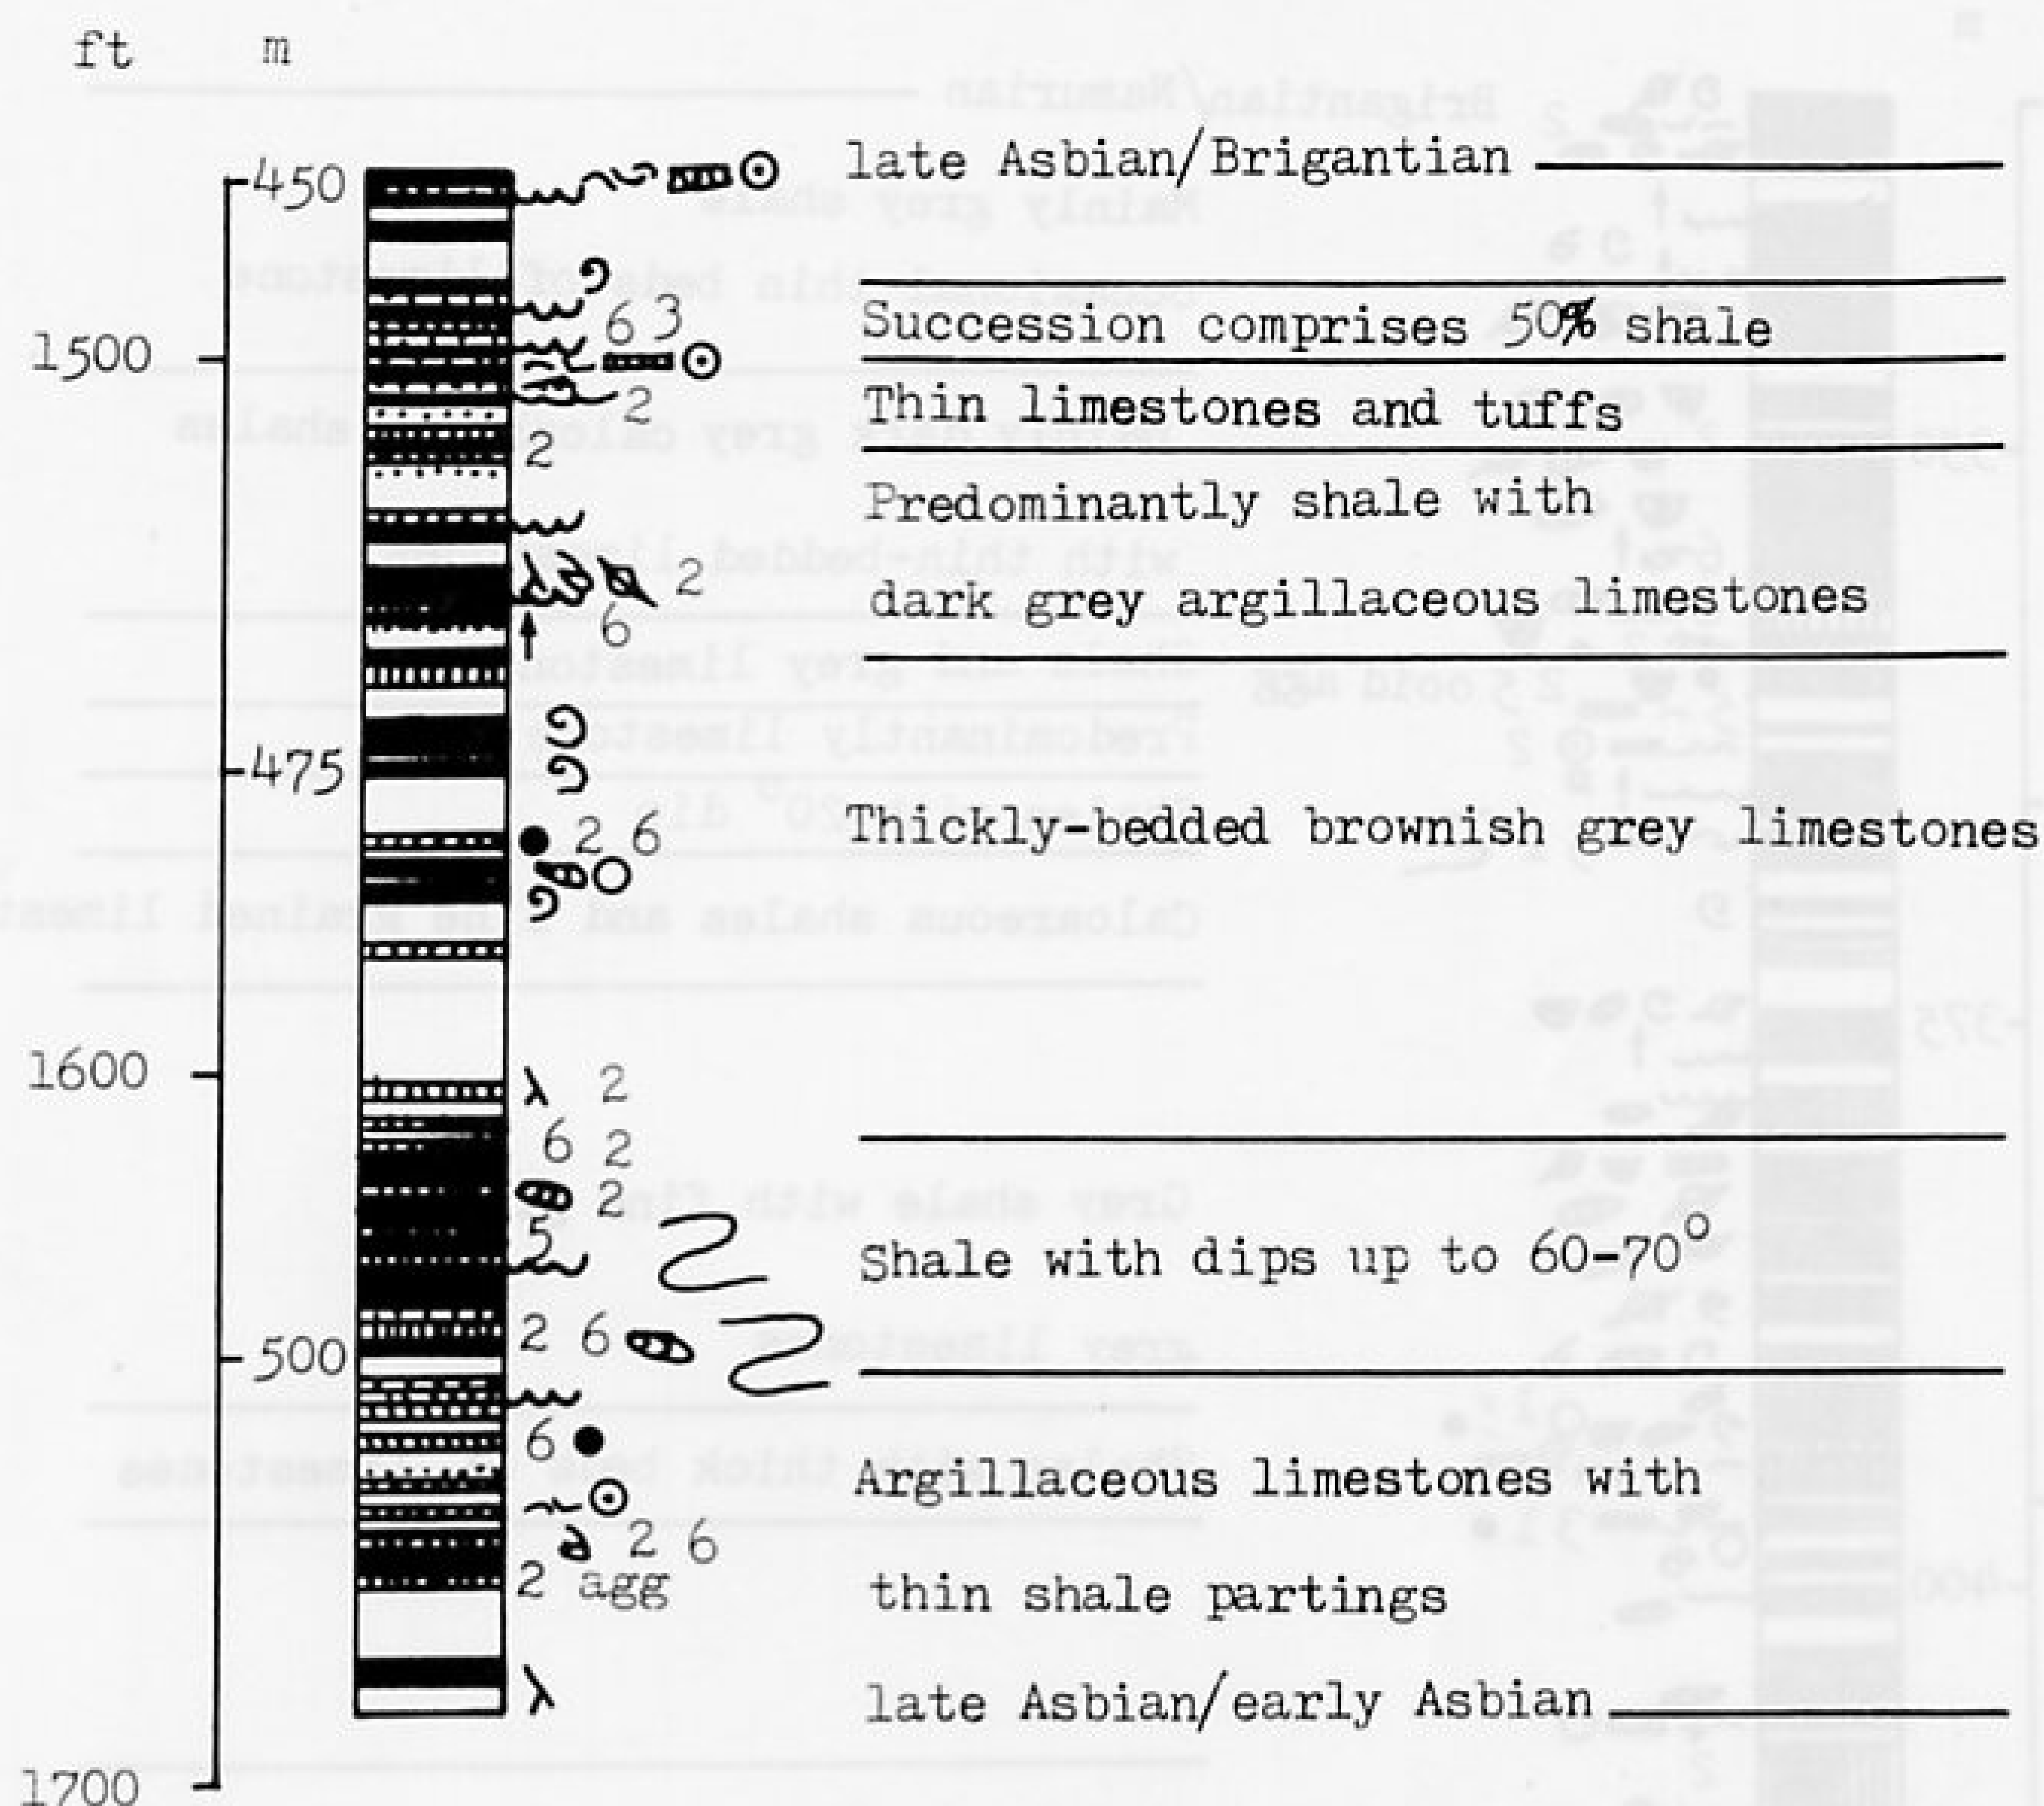 ft m
450
late Asbian/Brigantian
6 3
Succession comprises 50% shale
1500
2
Thin limestones and tuffs
2
Predominantly shale with
2
dark grey argillaceous limestones
6
475
2 6
Thickly-bedded brownish grey limestones
1600
2
6 2
2
5
Shale with dips up to 60-70°
2 6
500
6
Argillaceous limestones with
2 6
2 agg
thin shale partings
late Asbian/early Asbian
1700